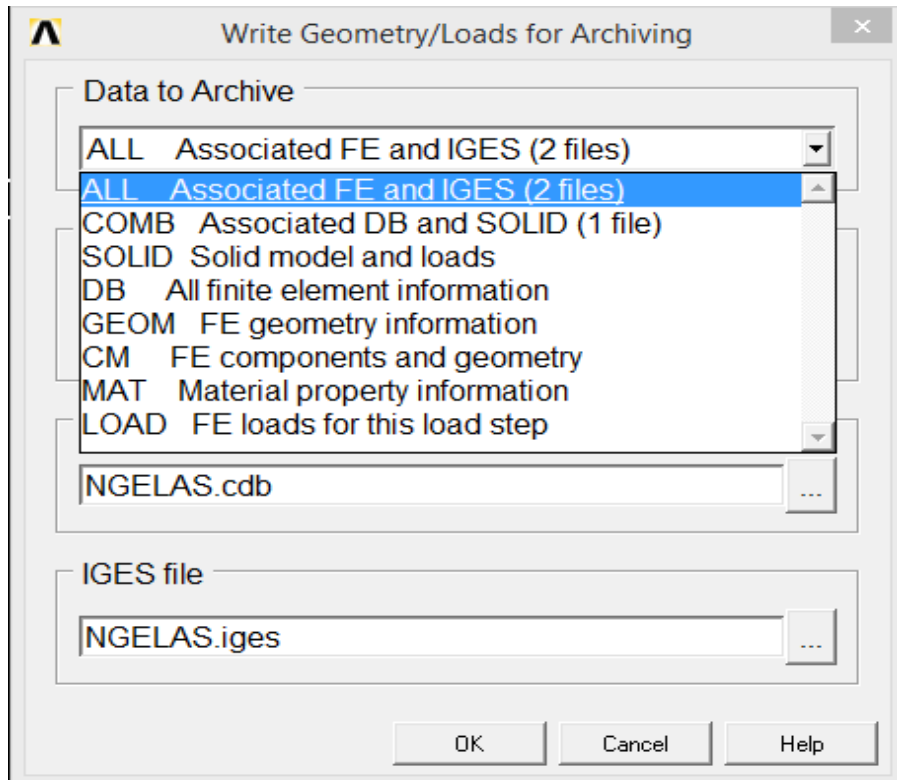 Write Geometry/Loads for Archiving
Data to Archive
ALL Associated FE and IGES (2 files)
ALL Associated FE and IGES (2 files)
COMB Associated DB and SOLID (1 file)
SOLID Solid model and loads
DB All finite element information
GEOM FE geometry information
CM FE components and geometry
MAT Material property information
LOAD FE loads for this load step
NGELAS.cdb
...
IGES file
NGELAS.iges
...
OK Cancel Help